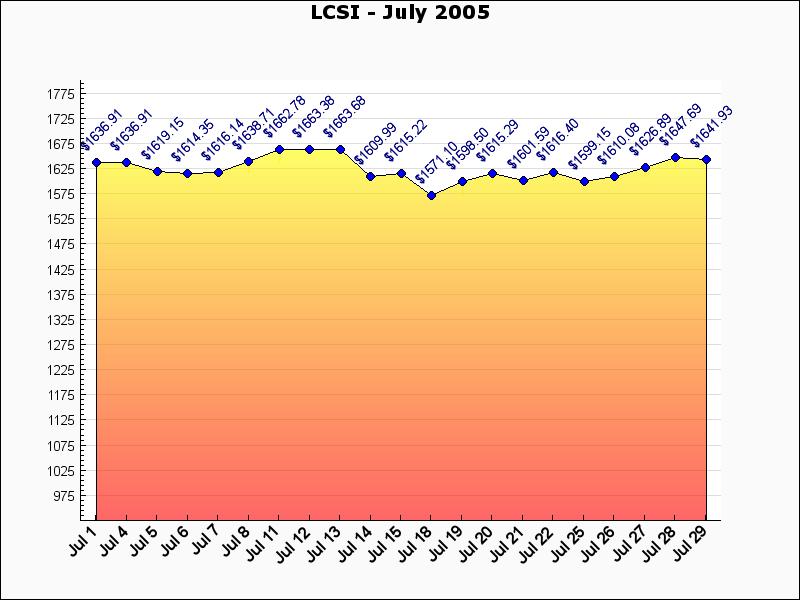 LCSI - July 2005
$1636.91
$1636.91
$1619.15
$1614.35
$1616.14
$1638.71
$1662.78
$1663.38
$1663.68
$1609.99
$1615.22
$1571.10
$1598.50
$1615.29
$1601.59
$1616.40
$1599.15
$1610.08
$1626.89
$1647.69
$1641.93
1775
1725
1675
1625
1575
1525
1475
1425
1375
1325
1275
1225
1175
1125
1075
1025
975
Jul 1
Jul 4
Jul 5
Jul 6
Jul 7
Jul 8
Jul 11
Jul 12
Jul 13
Jul 14
Jul 15
Jul 18
Jul 19
Jul 20
Jul 21
Jul 22
Jul 25
Jul 26
Jul 27
Jul 28
Jul 29